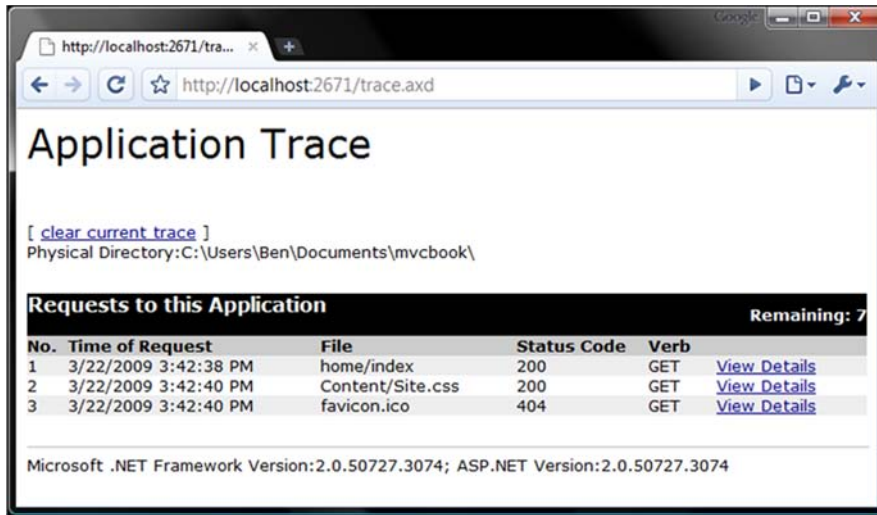 Google
http://localhost:2671/tra...
http://localhost:2671/trace.axd
Application Trace
[ clear current trace ]
Physical Directory:C:\Users\Ben\Documents\mvcbook\
Requests to this Application
Remaining: 7
No. Time of Request File Status Code Verb
1 3/22/2009 3:42:38 PM home/index 200 GET View Details
2 3/22/2009 3:42:40 PM Content/Site.css 200 GET View Details
3 3/22/2009 3:42:40 PM favicon.ico 404 GET View Details
Microsoft .NET Framework Version:2.0.50727.3074; ASP.NET Version:2.0.50727.3074